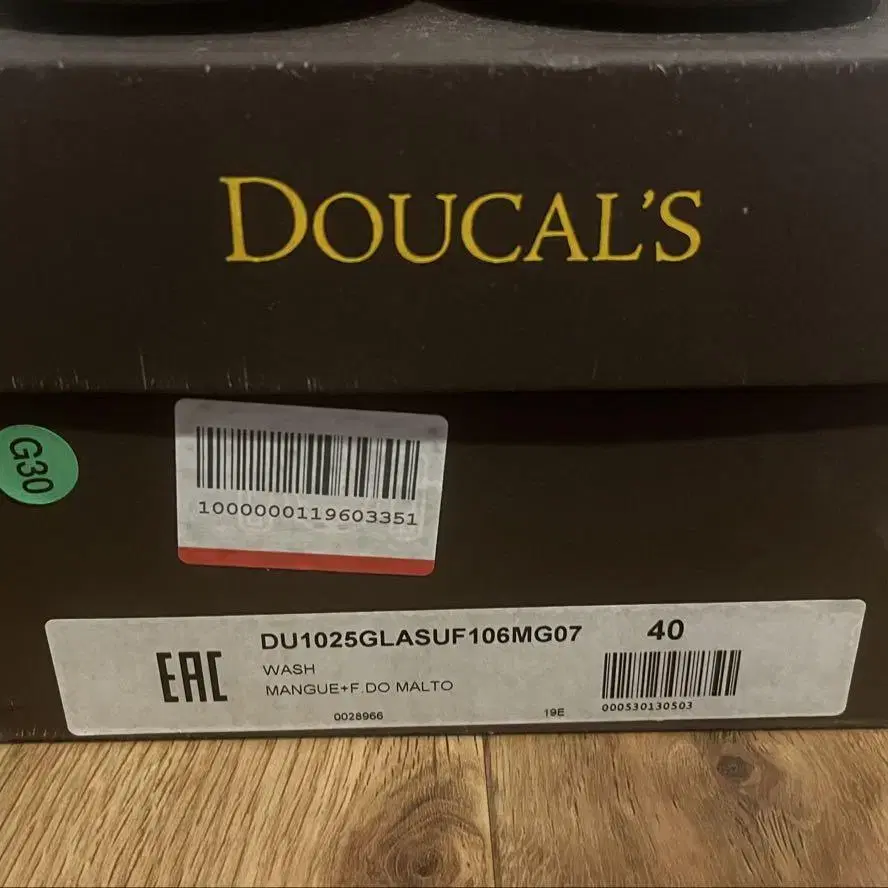 DOUCAL'S
G30
1000000119603351
EAC
DU1025GLASUF106MG07 40
WASH
MANGUE+F.DO MALTO
0028966 19E 000530130503